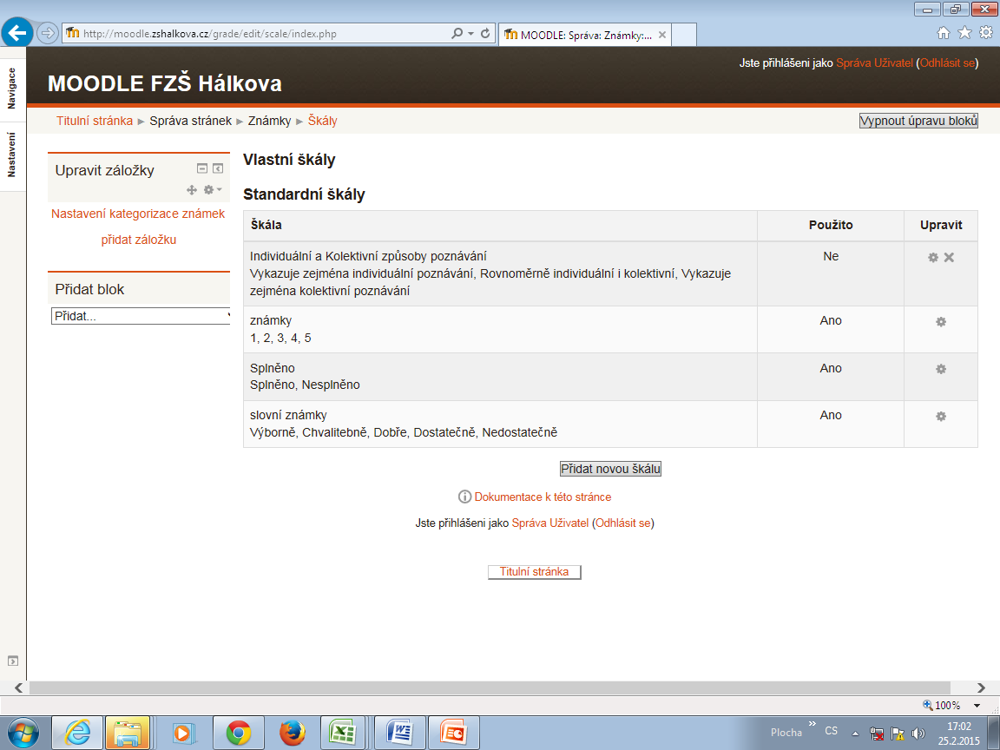 http://moodle.zshalkova.cz/grade/edit/scale/index.php
MOODLE: Správa: Známky:...
Navigace
Nastavení
Jste přihlášeni jako Správa Uživatel (Odhlásit se)
MOODLE FZŠ Hálkova
Titulní stránka ► Správa stránek ► Známky ► Škály
Vypnout úpravu bloků
Upravit záložky
Nastavení kategorizace známek
přidat záložku
Přidat blok
Přidat...
Vlastní škály
Standardní škály
Škála Použito Upravit
Individuální a Kolektivní způsoby poznávání Ne
Vykazuje zejména individuální poznávání, Rovnoměrně individuální i kolektivní, Vykazuje
zejména kolektivní poznávání
známky Ano
1, 2, 3, 4, 5
Splněno Ano
Splněno, Nesplněno
slovní známky Ano
Výborně, Chvalitebně, Dobře, Dostatečně, Nedostatečně
Přidat novou škálu
Dokumentace k této stránce
Jste přihlášeni jako Správa Uživatel (Odhlásit se)
Titulní stránka
100%
Plocha
CS
17:02
25.2.2015